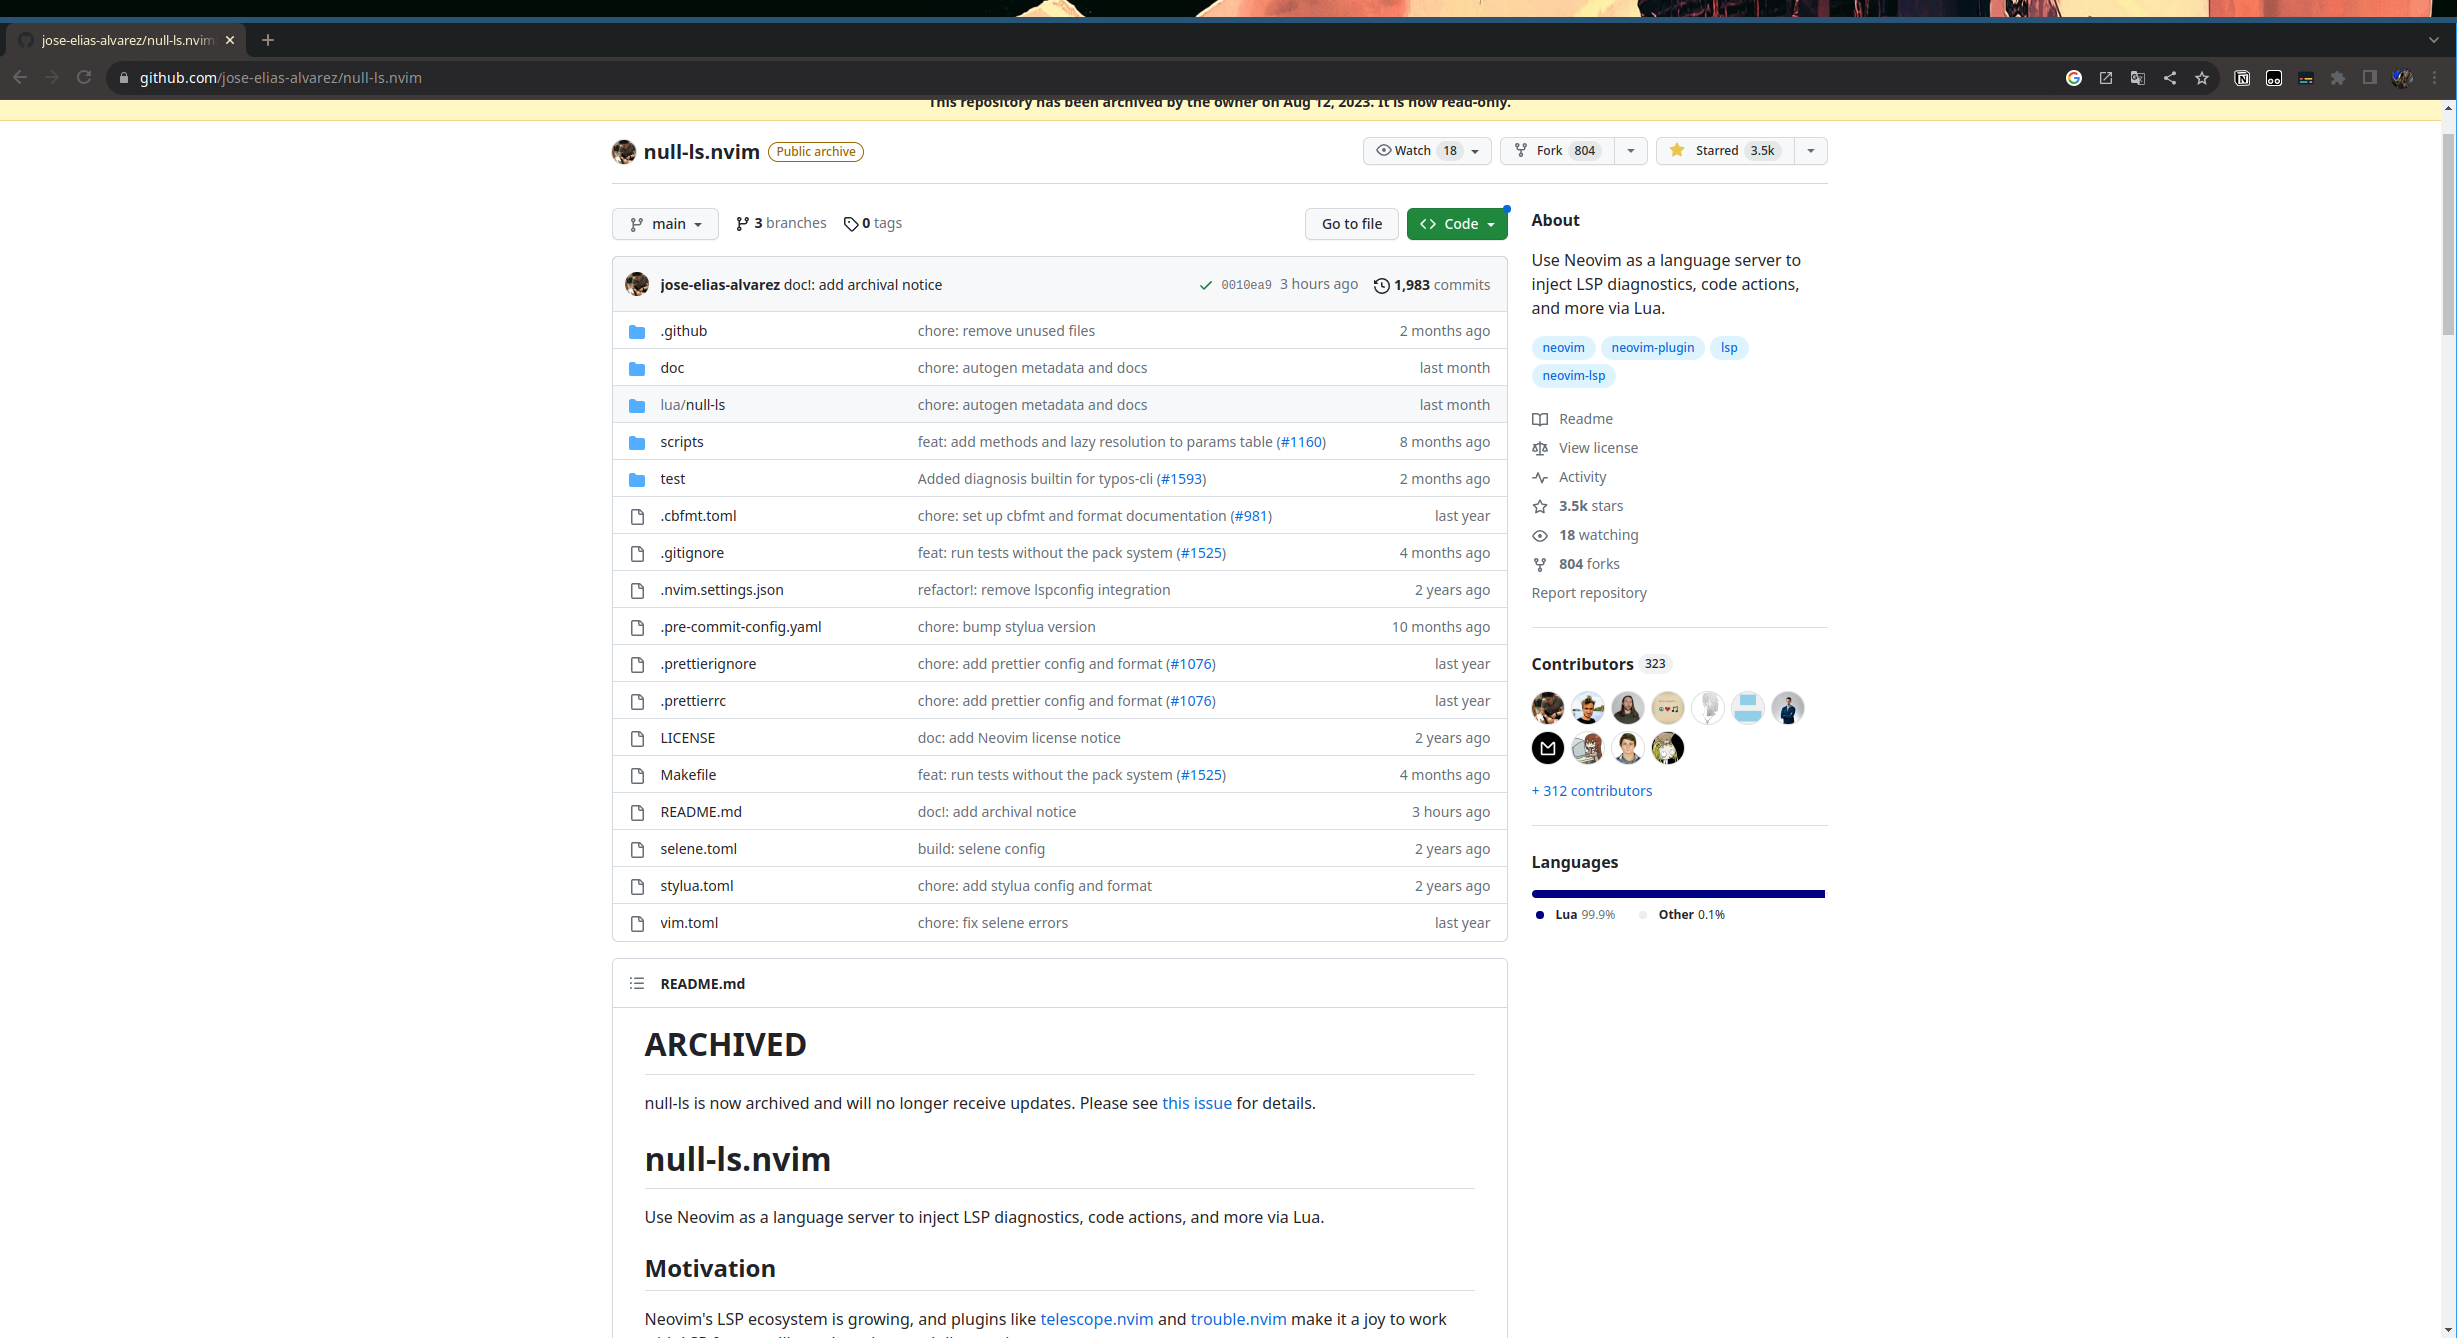 jose-elias-alvarez/null-ls.nvim
github.com/jose-elias-alvarez/null-ls.nvim
This repository has been archived by the owner on Aug 12, 2023. It is now read-only.
null-ls.nvim Public archive Watch 18 Fork 804 Starred 3.5k
main 3 branches 0 tags Go to file Code
jose-elias-alvarez doc!: add archival notice 0010ea9 3 hours ago 1,983 commits
.github chore: remove unused files 2 months ago
doc chore: autogen metadata and docs last month
lua/null-ls chore: autogen metadata and docs last month
scripts feat: add methods and lazy resolution to params table (#1160) 8 months ago
test Added diagnosis builtin for typos-cli (#1593) 2 months ago
.cbfmt.toml chore: set up cbfmt and format documentation (#981) last year
.gitignore feat: run tests without the pack system (#1525) 4 months ago
.nvim.settings.json refactor!: remove lspconfig integration 2 years ago
.pre-commit-config.yaml chore: bump stylua version 10 months ago
.prettierignore chore: add prettier config and format (#1076) last year
.prettierrc chore: add prettier config and format (#1076) last year
LICENSE doc: add Neovim license notice 2 years ago
Makefile feat: run tests without the pack system (#1525) 4 months ago
README.md doc!: add archival notice 3 hours ago
selene.toml build: selene config 2 years ago
stylua.toml chore: add stylua config and format 2 years ago
vim.toml chore: fix selene errors last year
README.md
ARCHIVED
null-ls is now archived and will no longer receive updates. Please see this issue for details.
null-ls.nvim
Use Neovim as a language server to inject LSP diagnostics, code actions, and more via Lua.
Motivation
Neovim's LSP ecosystem is growing, and plugins like telescope.nvim and trouble.nvim make it a joy to work
About
Use Neovim as a language server to
inject LSP diagnostics, code actions,
and more via Lua.
neovim neovim-plugin lsp
neovim-lsp
Readme
View license
Activity
3.5k stars
18 watching
804 forks
Report repository
Contributors 323
+ 312 contributors
Languages
Lua 99.9% Other 0.1%